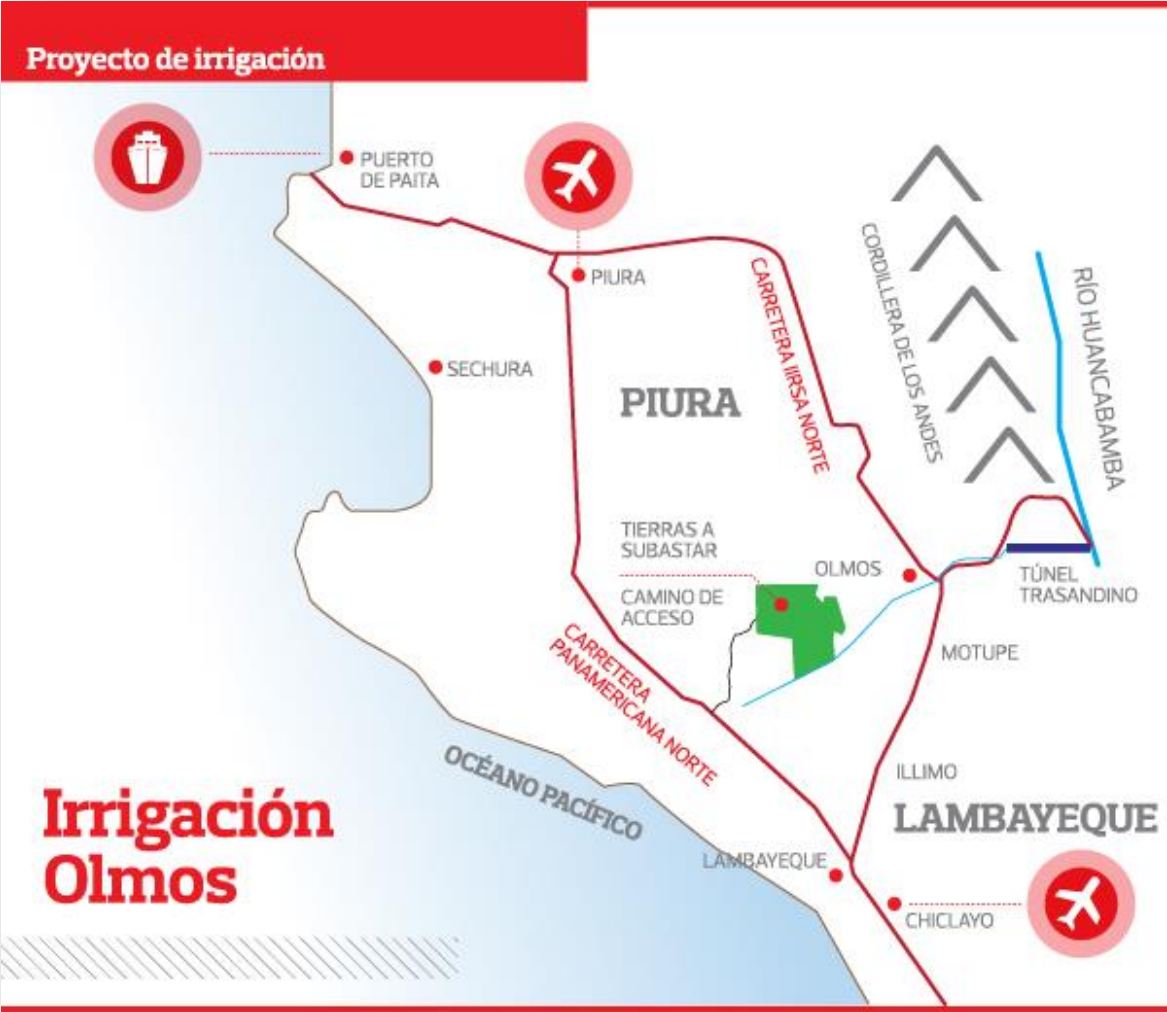 Proyecto de irrigación
PUERTO
DE PAITA
PIURA
SECHURA
PIURA
CARRETERA IIRSA NORTE
CORDILLERA DE LOS ANDES
RÍO HUANCABAMBA
TIERRAS A
SUBASTAR
CAMINO DE
ACCESO
OLMOS
TÚNEL
TRASANDINO
MOTUPE
CARRETERA
PANAMERICANA NORTE
OCÉANO PACÍFICO
ILLIMO
LAMBAYEQUE
LAMBAYEQUE
CHICLAYO
Irrigación
Olmos